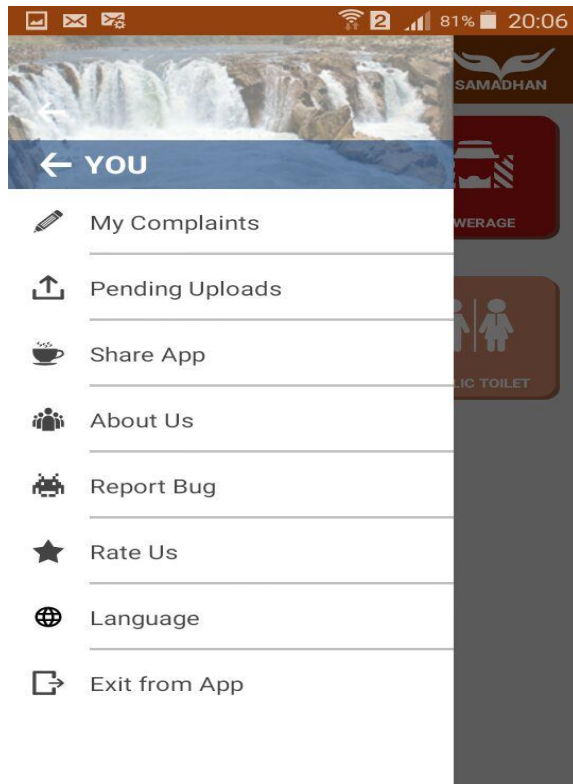 2 81% 20:06
SAMADHAN
YOU
WERAGE
My Complaints
Pending Uploads
Share App
LIC TOILET
About Us
Report Bug
Rate Us
Language
Exit from App